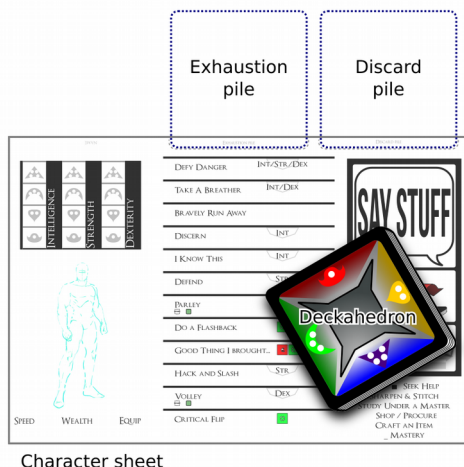 Exhaustion
pile
Discard
pile
INTELLIGENCE
STRENGTH
DEXTERITY
DEFY DANGER INT/STR/DEX
TAKE A BREATHER INT/DEX
BRAVELY RUN AWAY
DISCERN INT
I KNOW THIS INT
DEFEND
PARLEY
DO A FLASHBACK
GOOD THING I BROUGHT...
HACK AND SLASH STR
VOLLEY DEX
CRITICAL FLIP
SPEED WEALTH EQUIP
SAY STUFF
Deckahedron
SEEK HELP
& STITCH
UNDER A MASTER
SHOP / PROCURE
CRAFT AN ITEM
_ MASTERY
Character sheet